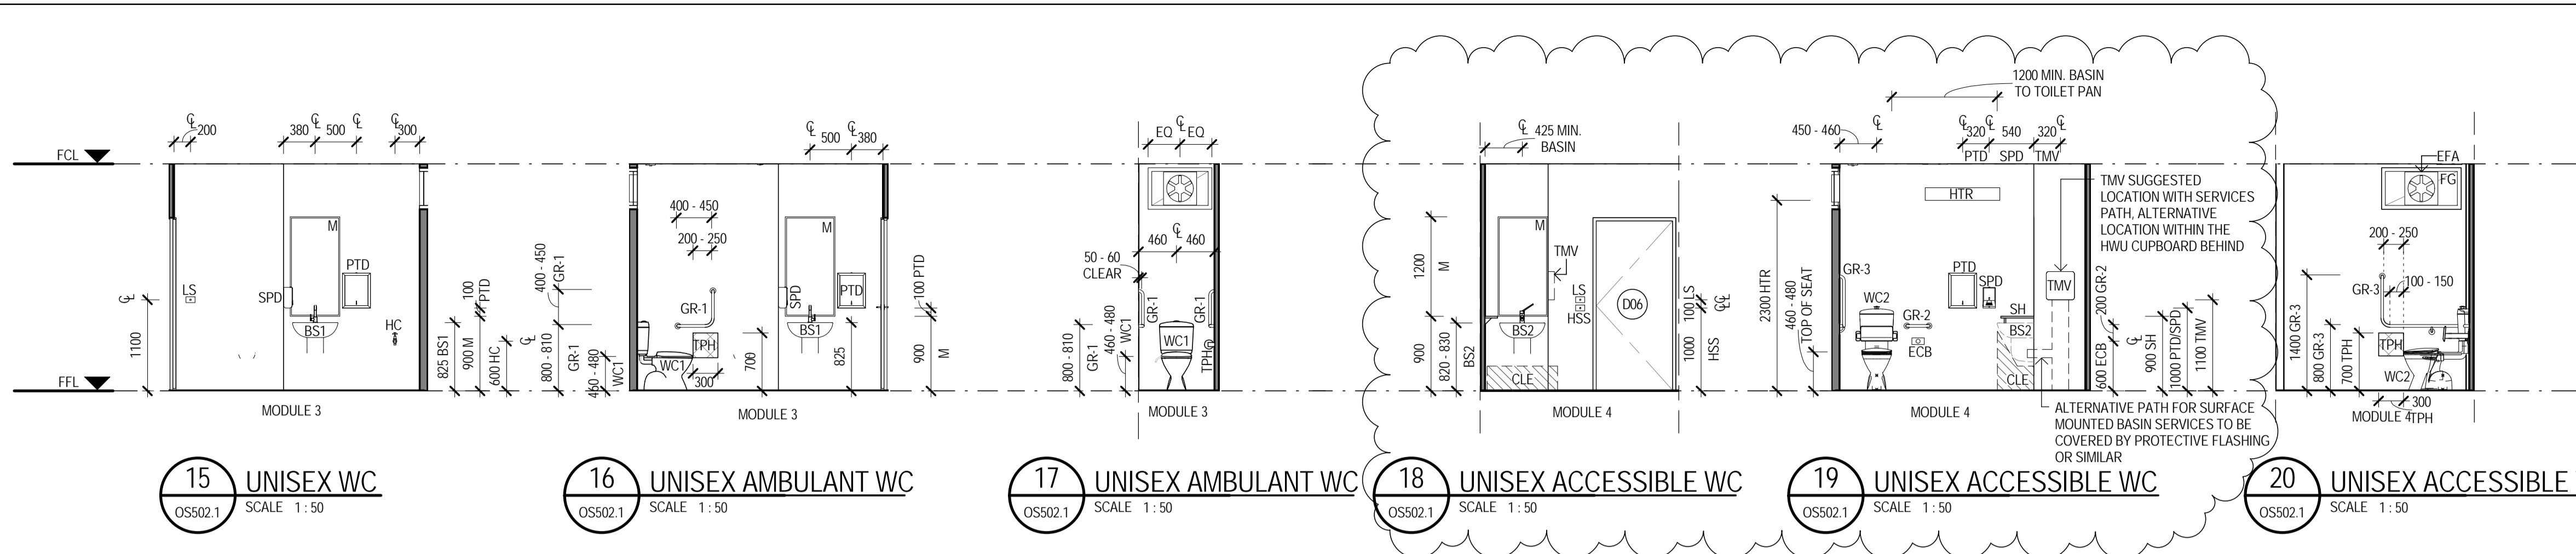 FCL
FFL
℄
200
380
℄
500
℄
℄
300
LS
SPD
M
PTD
BS1
HC
℄
1100
825 BS1
900 M
100
PTD
600 HC
℄
MODULE 3
15
OS502.1
UNISEX WC
SCALE 1 : 50
℄
500
℄
380
400 - 450
200 - 250
GR-1
TPH
WC1
300
700
SPD
M
BS1
PTD
825
400 - 450
GR-1
800 - 810
GR-1
460 - 480
WC1
900
M
100 PTD
MODULE 3
16
OS502.1
UNISEX AMBULANT WC
SCALE 1 : 50
EQ
℄
EQ
460
℄
460
50 - 60
CLEAR
GR-1
GR-1
WC1
TPH
800 - 810
GR-1
460 - 480
WC1
MODULE 3
17
OS502.1
UNISEX AMBULANT WC
SCALE 1 : 50
℄
425 MIN.
BASIN
M
TMV
LS
HSS
D06
BS2
CLE
1200
M
900
820 - 830
BS2
1000
HSS
100 LS
℄
℄
MODULE 4
18
OS502.1
UNISEX ACCESSIBLE WC
SCALE 1 : 50
1200 MIN. BASIN
TO TOILET PAN
450 - 460
℄
℄
320
℄
540
320
℄
PTD
SPD
TMV
HTR
GR-3
WC2
GR-2
ECB
PTD
SPD
SH
BS2
CLE
TMV
2300 HTR
460 - 480
TOP OF SEAT
600 ECB
200 GR-2
℄
900 SH
1000 PTD/SPD
1100 TMV
TMV SUGGESTED
LOCATION WITH SERVICES
PATH, ALTERNATIVE
LOCATION WITHIN THE
HWU CUPBOARD BEHIND
ALTERNATIVE PATH FOR SURFACE
MOUNTED BASIN SERVICES TO BE
COVERED BY PROTECTIVE FLASHING
OR SIMILAR
MODULE 4
19
OS502.1
UNISEX ACCESSIBLE WC
SCALE 1 : 50
EFA
FG
200 - 250
GR-3
100 - 150
TPH
WC2
300
TPH
1400 GR-3
800 GR-3
700 TPH
MODULE 4
20
OS502.1
UNISEX ACCESSIBLE
SCALE 1 : 50